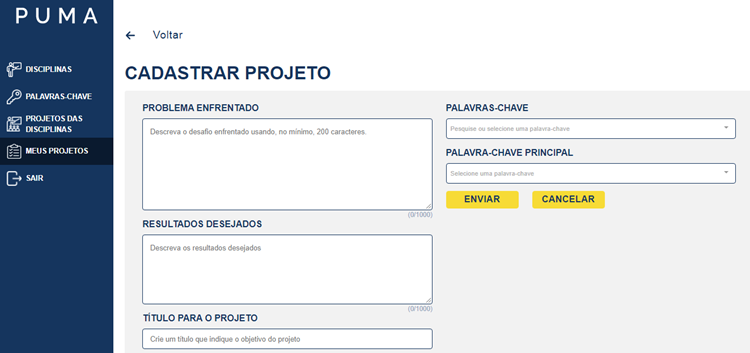 PUMA
DISCIPLINAS
PALAVRAS-CHAVE
PROJETOS DAS
DISCIPLINAS
MEUS PROJETOS
SAIR
Voltar
CADASTRAR PROJETO
PROBLEMA ENFRENTADO
Descreva o desafio enfrentado usando, no mínimo, 200 caracteres.
(0/1000)
RESULTADOS DESEJADOS
Descreva os resultados desejados
(0/1000)
TÍTULO PARA O PROJETO
Crie um título que indique o objetivo do projeto
PALAVRAS-CHAVE
Pesquise ou selecione uma palavra-chave
PALAVRA-CHAVE PRINCIPAL
Selecione uma palavra-chave
ENVIAR
CANCELAR